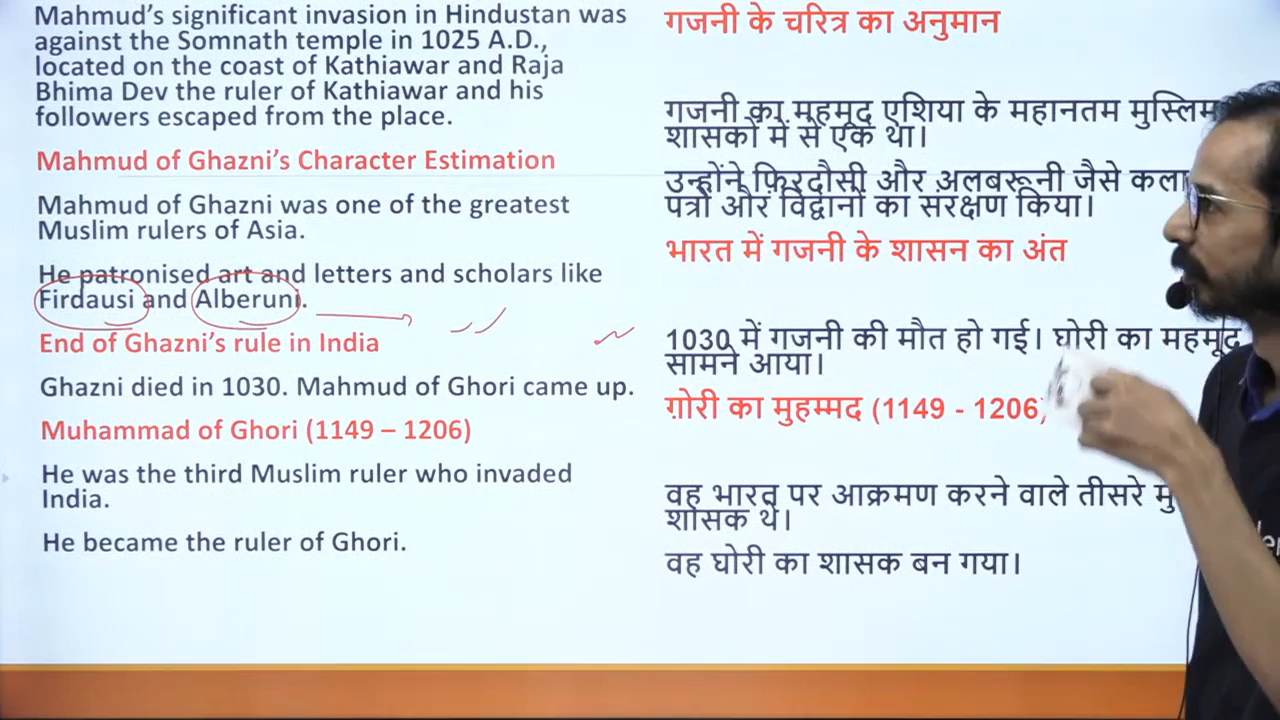 Mahmud's significant invasion in Hindustan was
against the Somnath temple in 1025 A.D.,
located on the coast of Kathiawar and Raja
Bhima Dev the ruler of Kathiawar and his
followers escaped from the place.
Mahmud of Ghazni's Character Estimation
Mahmud of Ghazni was one of the greatest
Muslim rulers of Asia.
He patronised art and letters and scholars like
Firdausi and Alberuni.
End of Ghazni's rule in India
Ghazni died in 1030. Mahmud of Ghori came up.
Muhammad of Ghori (1149 – 1206)
He was the third Muslim ruler who invaded
India.
He became the ruler of Ghori.
गजनी के चरित्र का अनुमान
गजनी का महमूद एशिया के महानतम मुस्लिम
शासकों में से एक था।
उन्होंने फ़िरदौसी और अलबरूनी जैसे कला
पत्रों और विद्वानों का संरक्षण किया।
भारत में गजनी के शासन का अंत
1030 में गजनी की मौत हो गई। घोरी का महमूद
सामने आया।
ग़ोरी का मुहम्मद (1149 - 1206)
वह भारत पर आक्रमण करने वाले तीसरे
शासक थे।
वह घोरी का शासक बन गया।